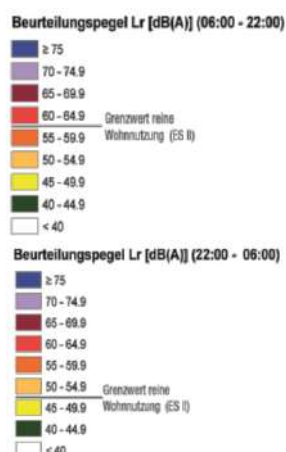 Beurteilungspegel Lr [dB(A)] (06:00 - 22:00)
≥ 75
70 - 74.9
65 - 69.9
60 - 64.9
Grenzwert reine
55 - 59.9
Wohnnutzung (ES II)
50 - 54.9
45 - 49.9
40 - 44.9
< 40
Beurteilungspegel Lr [dB(A)] (22:00 - 06:00)
≥ 75
70 - 74.9
65 - 69.9
60 - 64.9
55 - 59.9
50 - 54.9
Grenzwert reine
45 - 49.9
Wohnnutzung (ES II)
40 - 44.9
< 40